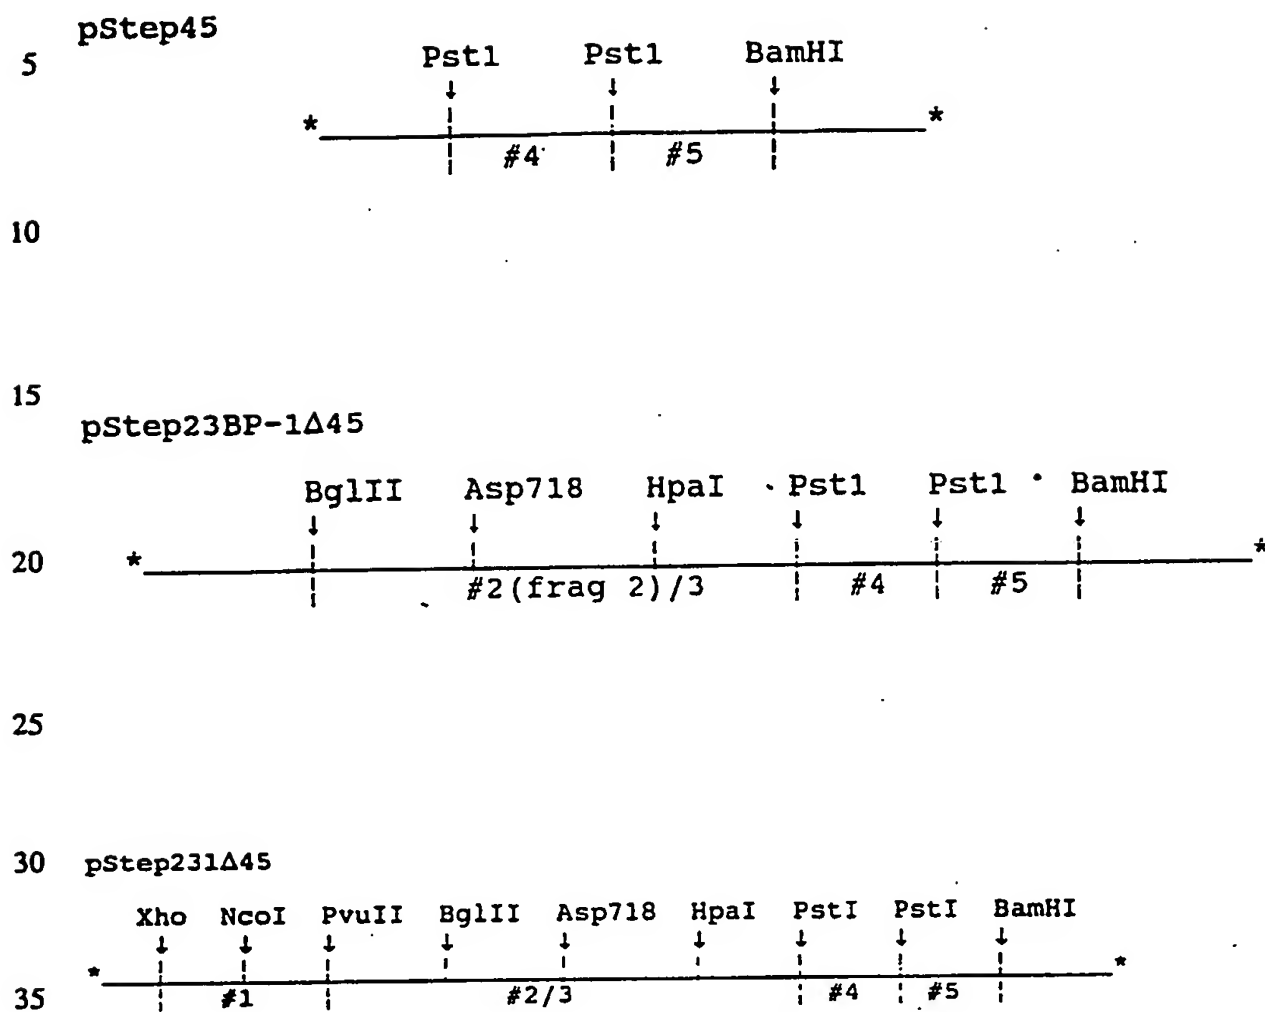 pStep45
5 Pst1 Pst1 BamHI
* *
#4 #5
10
15
pStep23BP-1Δ45
BglII Asp718 HpaI Pst1 Pst1 BamHI
20 * *
#2(frag 2)/3 #4 #5
25
30 pStep231Δ45
Xho NcoI PvuII BglII Asp718 HpaI PstI PstI BamHI
* *
35 #1 #2/3 #4 #5